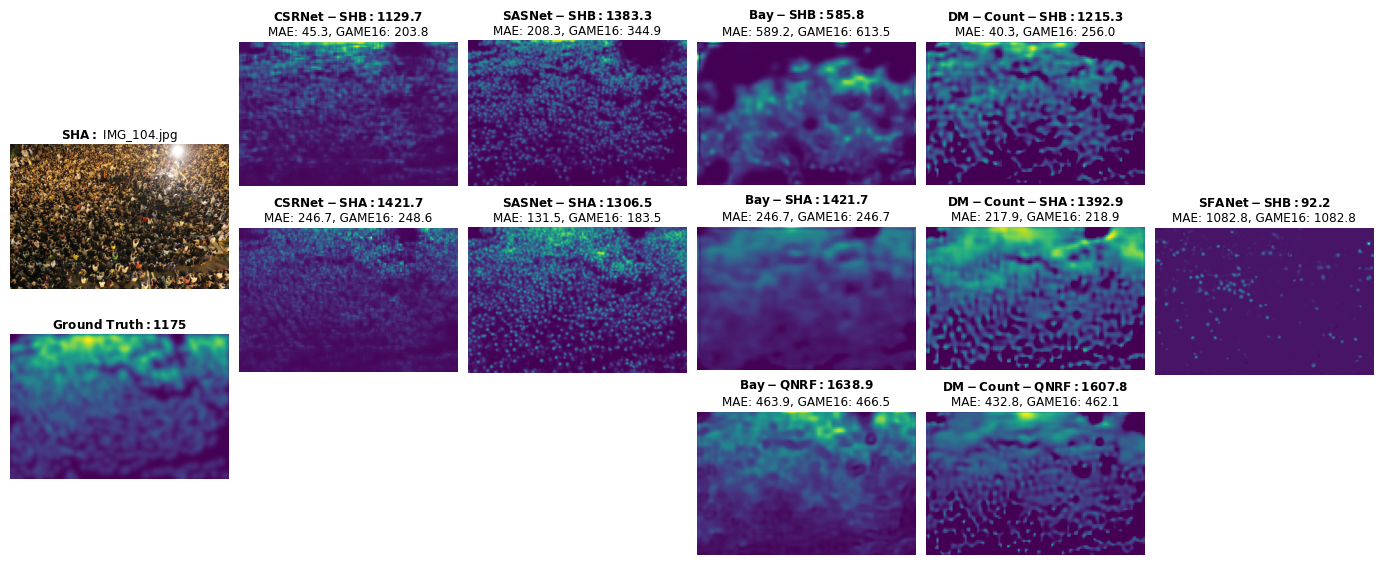 SHA: IMG_104.jpg
Ground Truth: 1175
CSRNet-SHB: 1129.7
MAE: 45.3, GAME16: 203.8
SASNet-SHB: 1383.3
MAE: 208.3, GAME16: 344.9
Bay-SHB: 585.8
MAE: 589.2, GAME16: 613.5
DM-Count-SHB: 1215.3
MAE: 40.3, GAME16: 256.0
CSRNet-SHA: 1421.7
MAE: 246.7, GAME16: 248.6
SASNet-SHA: 1306.5
MAE: 131.5, GAME16: 183.5
Bay-SHA: 1421.7
MAE: 246.7, GAME16: 246.7
DM-Count-SHA: 1392.9
MAE: 217.9, GAME16: 218.9
SFANet-SHB: 92.2
MAE: 1082.8, GAME16: 1082.8
Bay-QNRF: 1638.9
MAE: 463.9, GAME16: 466.5
DM-Count-QNRF: 1607.8
MAE: 432.8, GAME16: 462.1